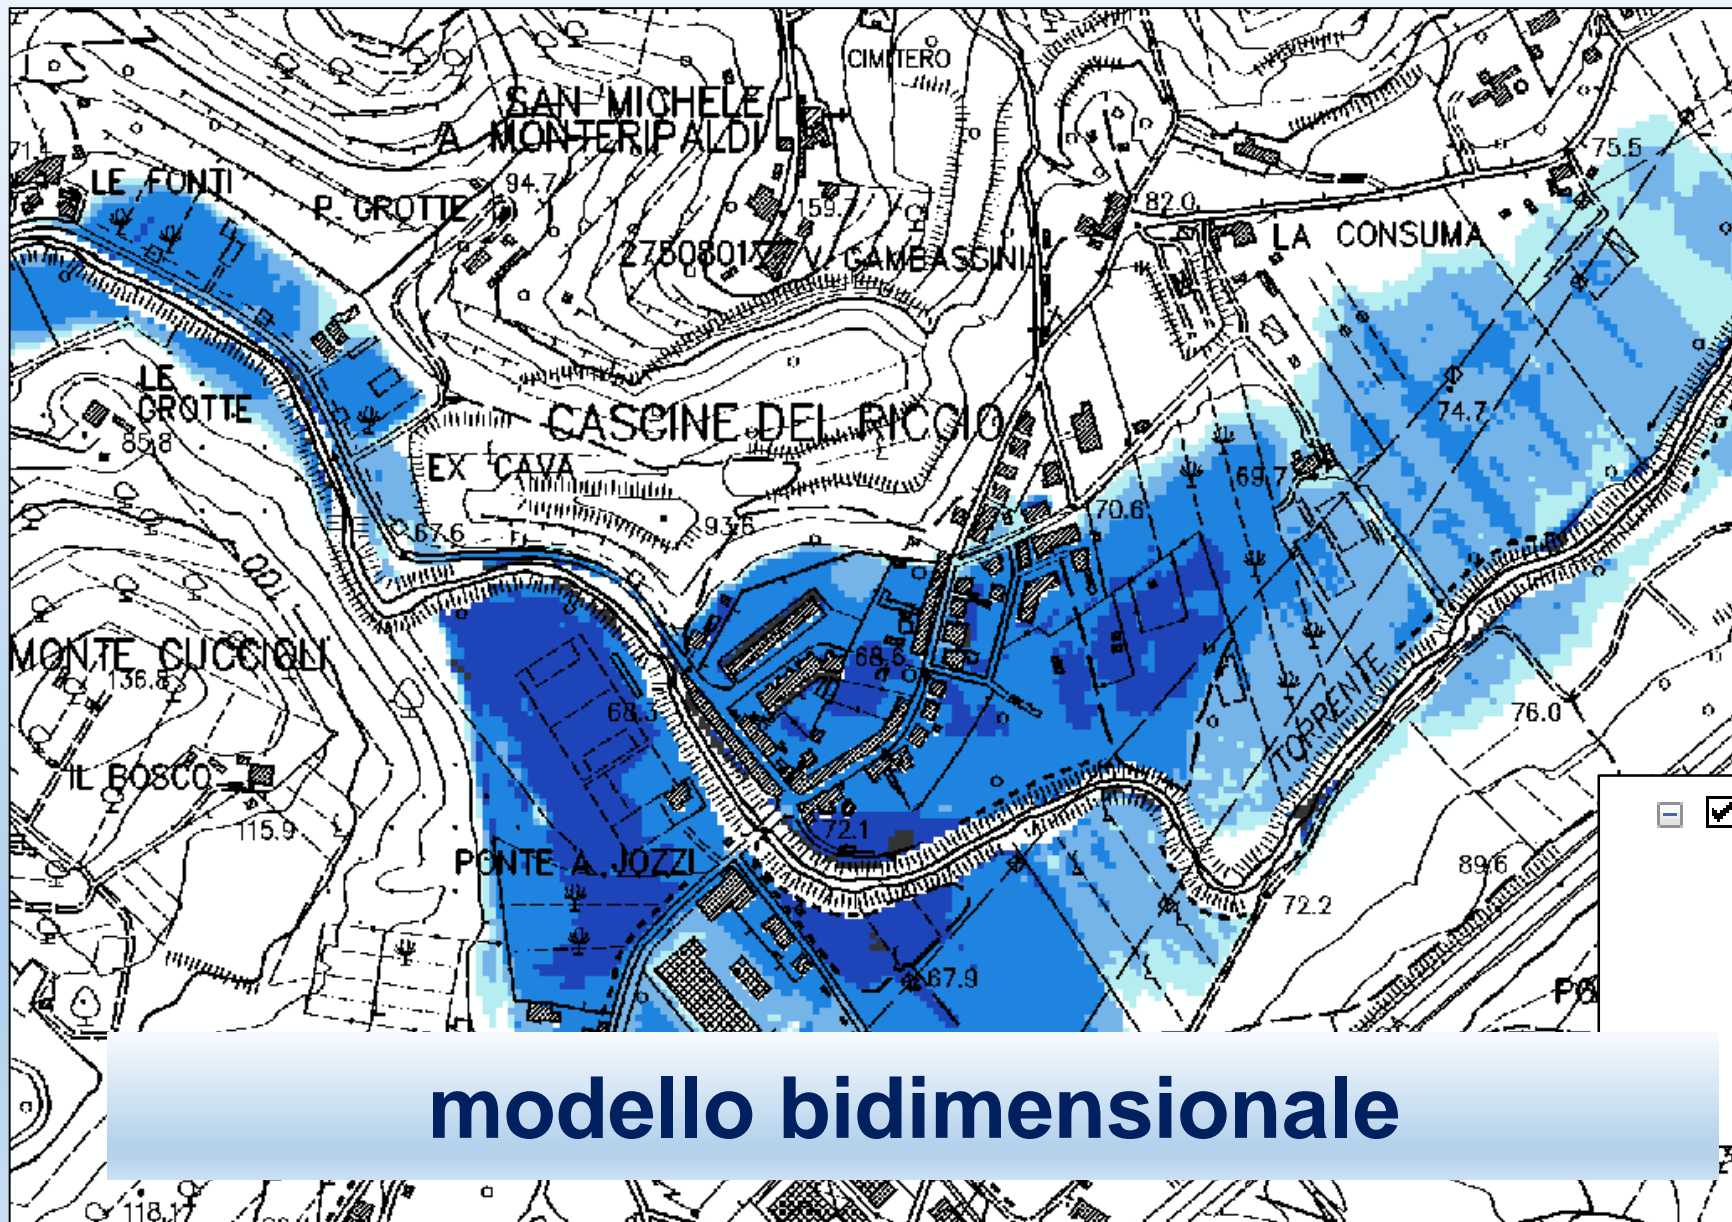 CIMITERO
SAN MICHELE
A MONTERIPALDI
75.5
LE FONTI
94.7
P. GROTTE
159.7
82.0
LA CONSUMA
V. GAMBASSINI
LE
GROTTE
85.8
74.7
CASCINE DEL RICCIO
EX CAVA
69.7
67.6
93.6
70.6
100
MONTE CUCCIOLI
136.8
68.6
68.3
TORRENTE
76.0
IL BOSCO
115.9
72.1
PONTE A JOZZI
89.6
72.2
67.9
modello bidimensionale
118.1